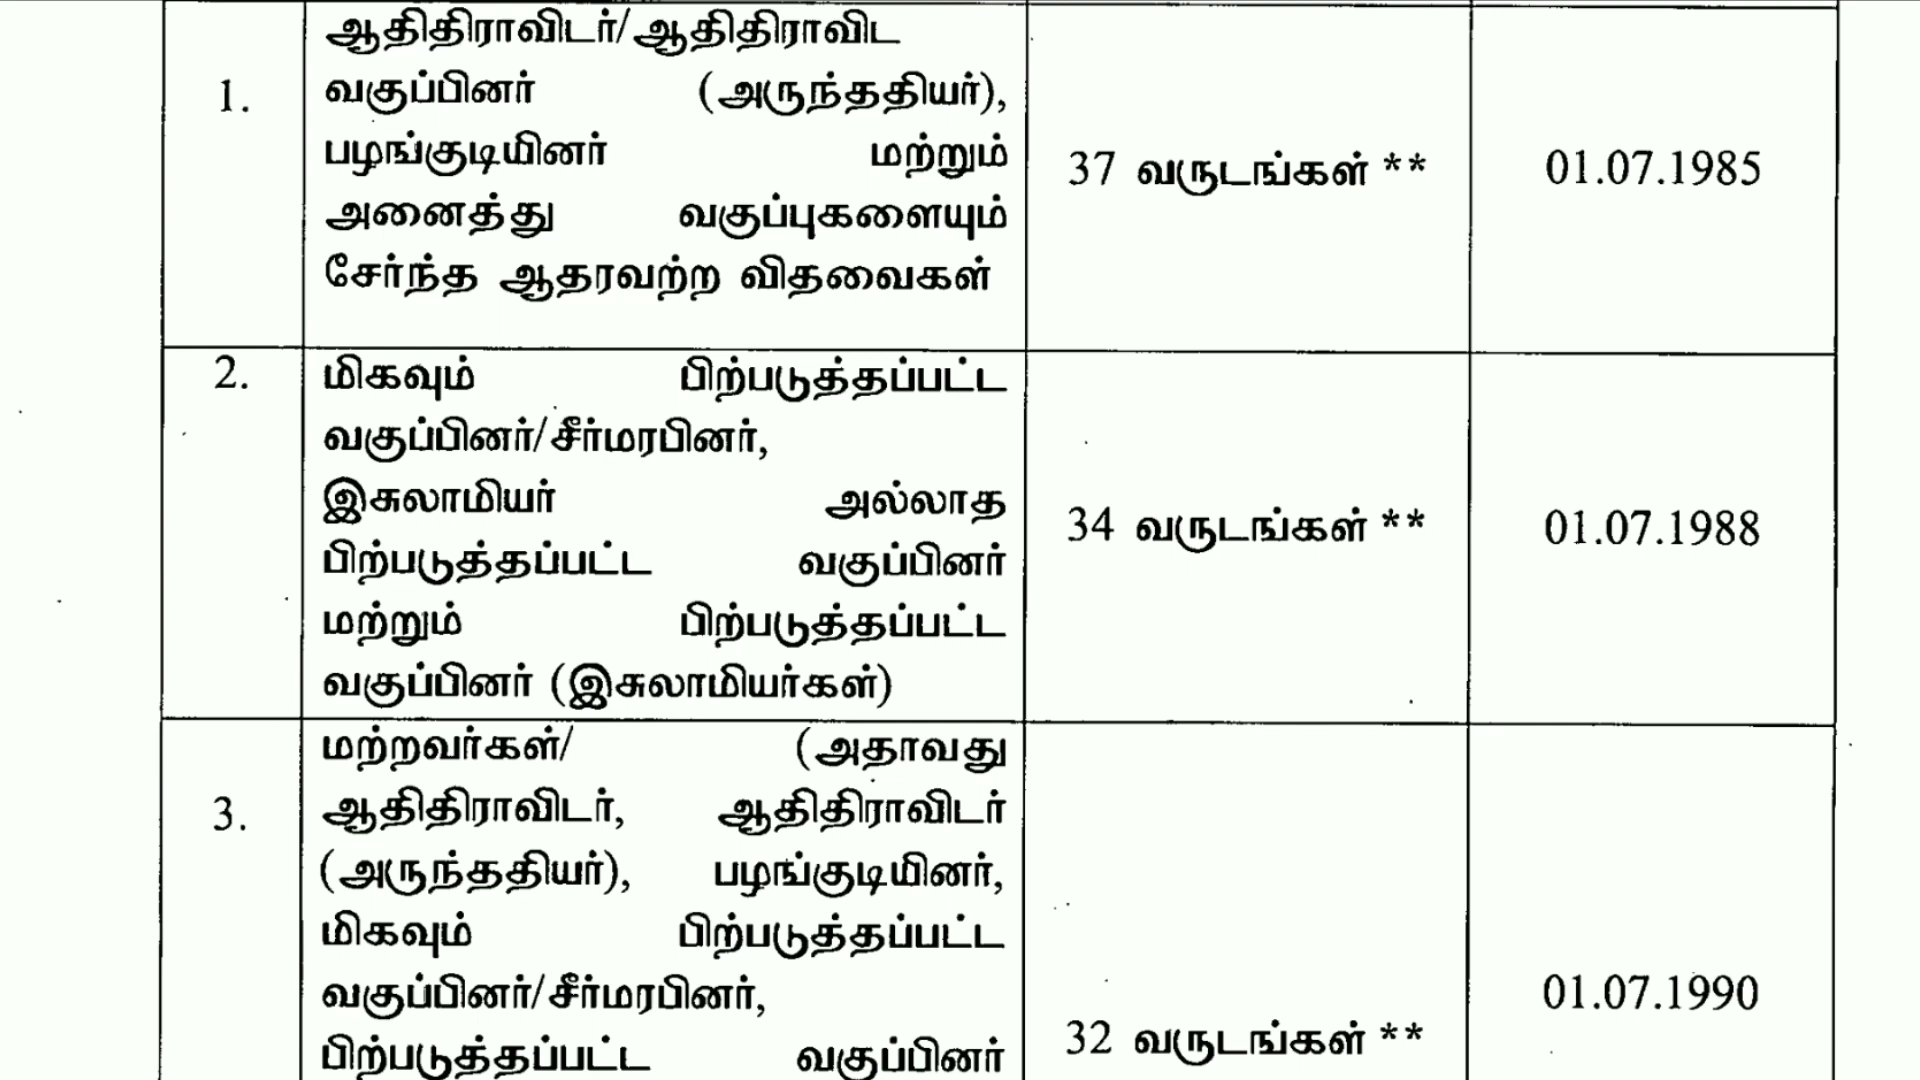 ஆதிதிராவிடர்/ஆதிதிராவிட
1. வகுப்பினர் (அருந்ததியர்),
பழங்குடியினர் மற்றும்
அனைத்து வகுப்புகளையும்
சேர்ந்த ஆதரவற்ற விதவைகள்
37 வருடங்கள் **
01.07.1985
2. மிகவும் பிற்படுத்தப்பட்ட
வகுப்பினர்/சீர்மரபினர்,
இசுலாமியர் அல்லாத
பிற்படுத்தப்பட்ட வகுப்பினர்
மற்றும் பிற்படுத்தப்பட்ட
வகுப்பினர் (இசுலாமியர்கள்)
34 வருடங்கள் **
01.07.1988
மற்றவர்கள்/ (அதாவது
3. ஆதிதிராவிடர், ஆதிதிராவிடர்
(அருந்ததியர்), பழங்குடியினர்,
மிகவும் பிற்படுத்தப்பட்ட
வகுப்பினர்/சீர்மரபினர்,
பிற்படுத்தப்பட்ட வகுப்பினர்
32 வருடங்கள் **
01.07.1990